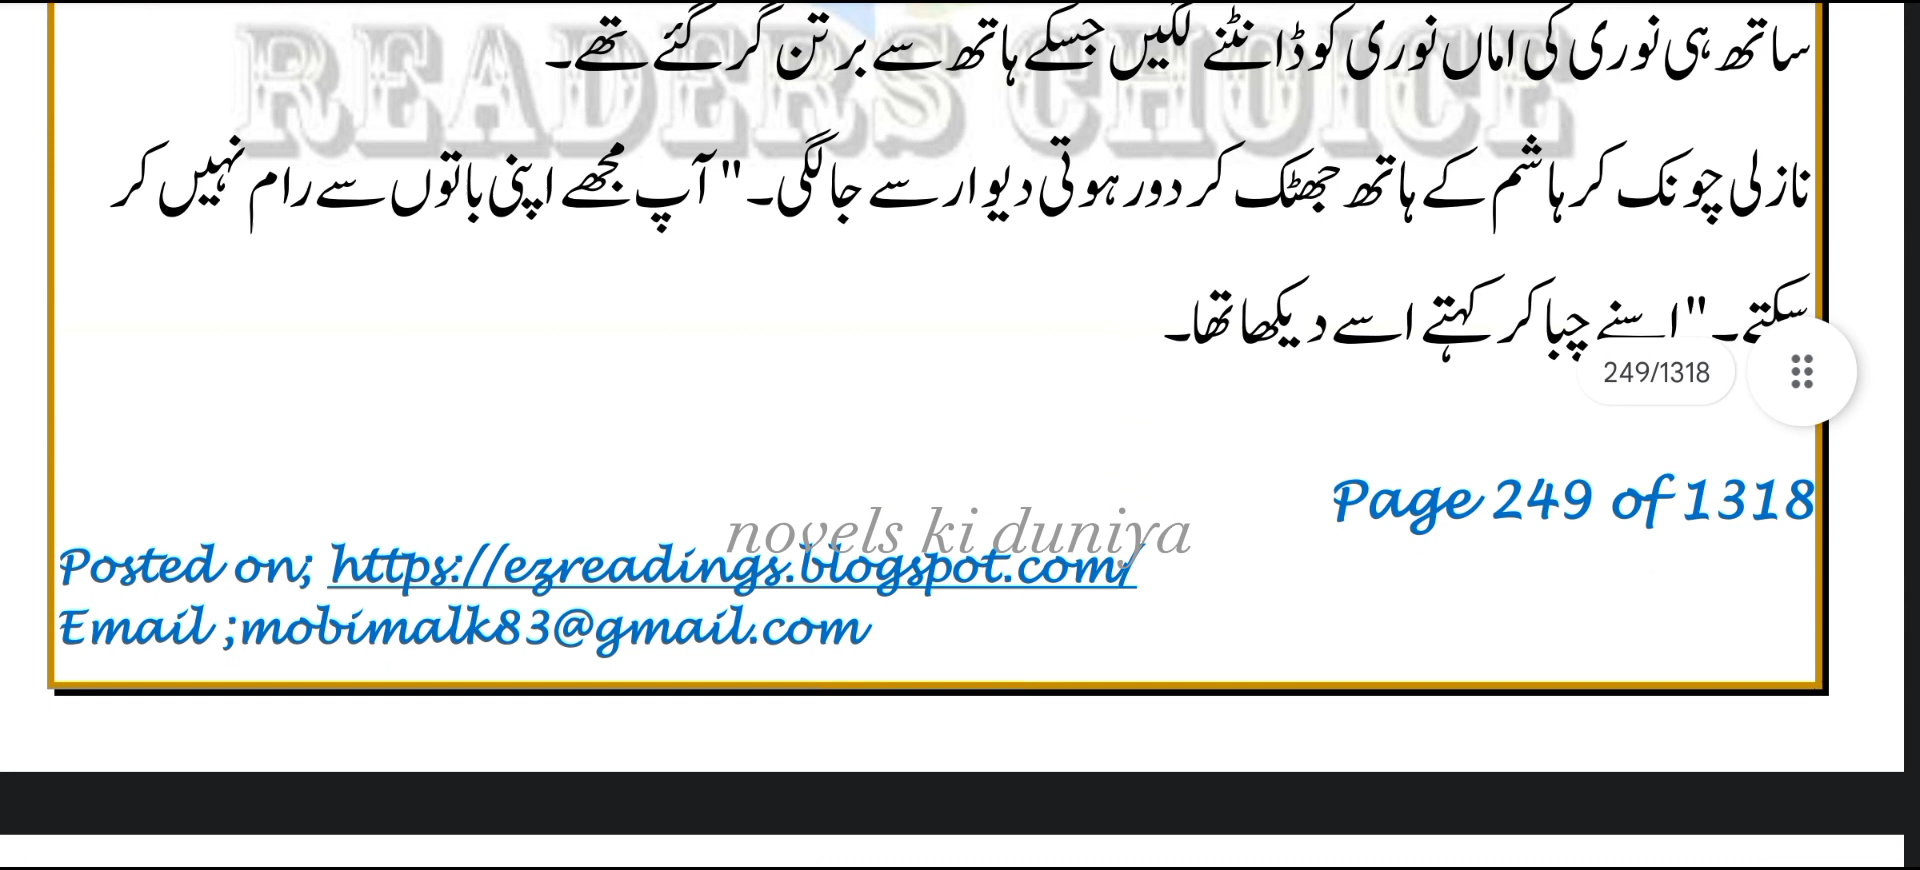 READERS CHOICE
ساتھ ہی نوری کی اماں نوری کو ڈانٹنے لگیں جسکے ہاتھ سے برتن گر گئے تھے۔
نازلی چونک کر ہاشم کے ہاتھ جھٹک کر دور ہوتی دیوار سے جا لگی۔ "آپ مجھے اپنی باتوں سے رام نہیں کر
سکتے۔" اسنے چبا کر کہتے اسے دیکھا تھا۔
249/1318
Page 249 of 1318
novels ki duniya
Posted on; https://ezreadings.blogspot.com/
Email ;mobimalk83@gmail.com